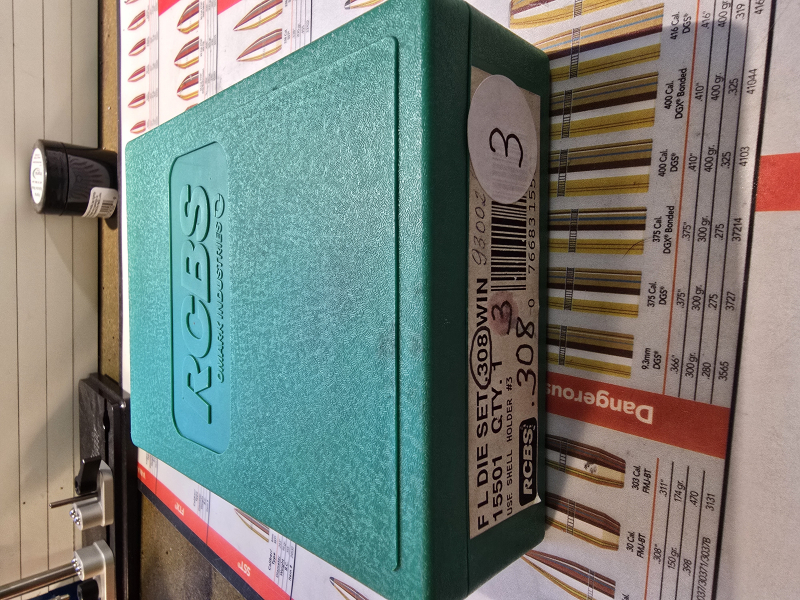 RCBS
OMARK INDUSTRIES
F L DIE SET .308 WIN 93002
15501 QTY. 1 3
USE SHELL HOLDER #3
RCBS .308
3
0 76683 155
416 Cal.
DGS®
.416"
400 gr.
.319
400 Cal.
DGX® Bonded
.410"
400 gr.
.325
41044
400 Cal.
DGS®
.410"
400 gr.
.325
4103
375 Cal.
DGX® Bonded
.375"
300 gr.
.275
37214
375 Cal.
DGS®
.375"
300 gr.
.275
3727
9.3mm
DGS®
.366"
300 gr.
.280
3565
Dangerous
303 Cal.
FMJ-BT
.311"
174 gr.
.470
3131
30 Cal.
FMJ-BT
.308"
150 gr.
.398
/30371/3037B
SST®